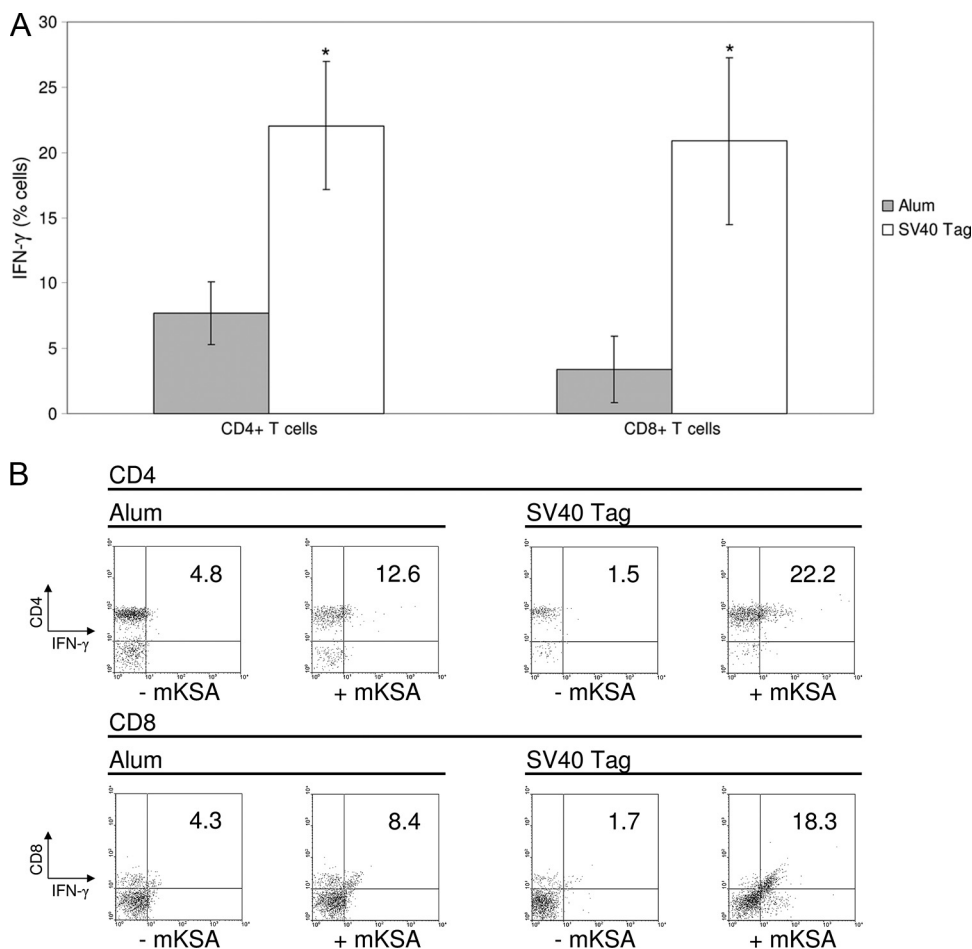 A
30
25
20
15
10
5
0
IFN-γ (% cells)
*
*
CD4+ T cells
CD8+ T cells
Alum
SV40 Tag
B
CD4
Alum
SV40 Tag
CD4
IFN-γ
4.8
12.6
1.5
22.2
- mKSA
+ mKSA
- mKSA
+ mKSA
CD8
Alum
SV40 Tag
CD8
IFN-γ
4.3
8.4
1.7
18.3
- mKSA
+ mKSA
- mKSA
+ mKSA